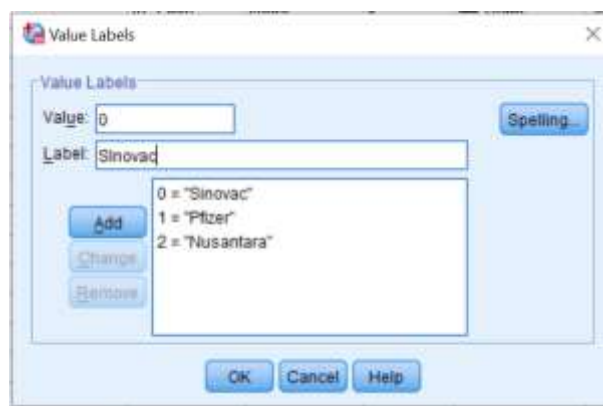 Value Labels
Value Labels
Value: 0
Spelling...
Label: SInovac
0 = "Sinovac"
Add
1 = "Pfizer"
2 = "Nusantara"
Change
Remove
OK Cancel Help